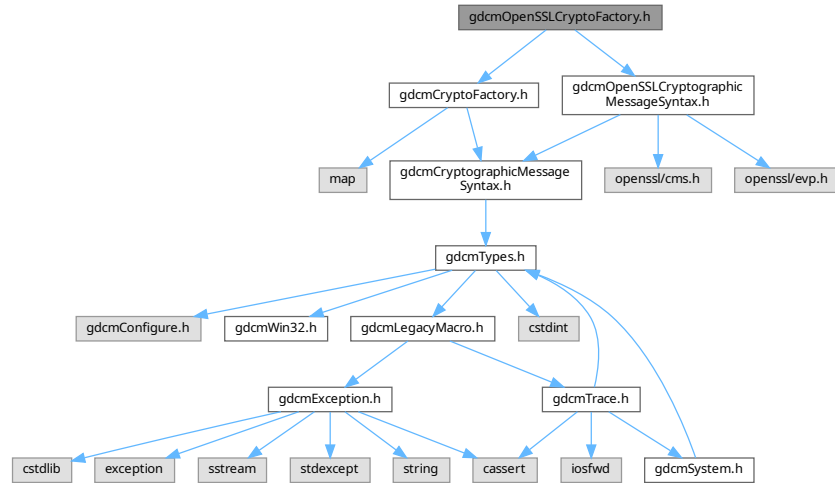 gdcmOpenSSLCryptoFactory.h
gdcmCryptoFactory.h
gdcmOpenSSLCryptographic
MessageSyntax.h
map
gdcmCryptographicMessage
Syntax.h
openssl/cms.h
openssl/evp.h
gdcmTypes.h
gdcmConfigure.h
gdcmWin32.h
gdcmLegacyMacro.h
cstdint
gdcmException.h
gdcmTrace.h
cstdlib
exception
sstream
stdexcept
string
cassert
iosfwd
gdcmSystem.h